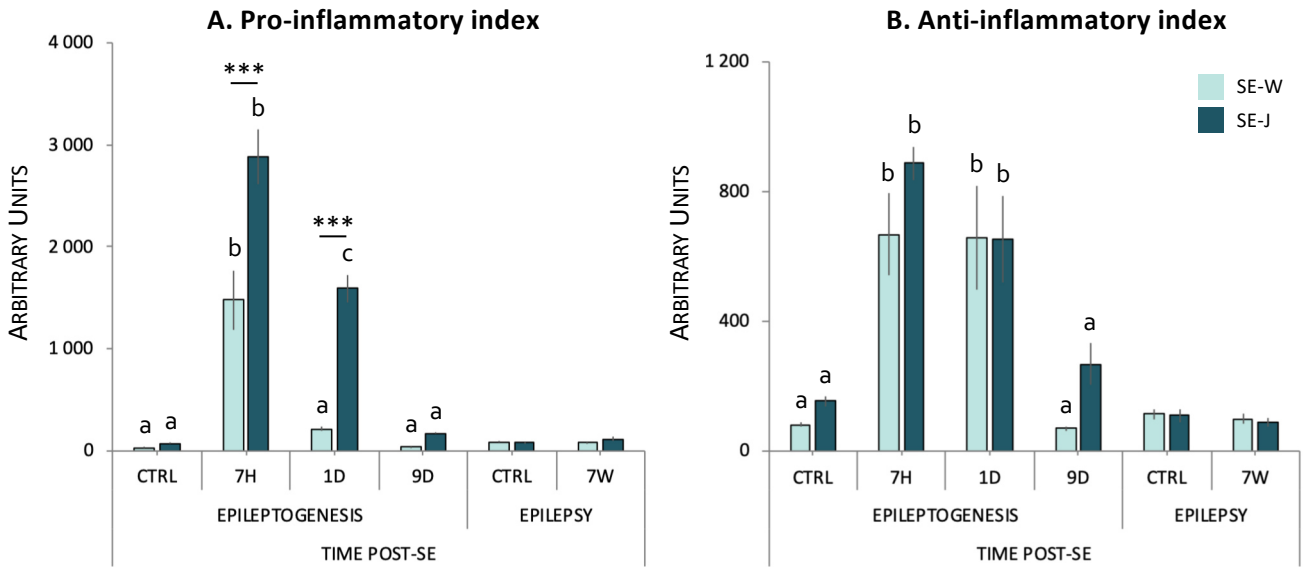 A. Pro-inflammatory index
ARBITRARY UNITS
4 000
3 000
2 000
1 000
0
***
b
b
***
c
a
a
a
a
a
CTRL
7H
1D
9D
CTRL
7W
EPILEPTOGENESIS
EPILEPSY
TIME POST-SE
B. Anti-inflammatory index
ARBITRARY UNITS
1 200
800
400
0
SE-W
SE-J
b
b
b
b
a
a
a
a
CTRL
7H
1D
9D
CTRL
7W
EPILEPTOGENESIS
EPILEPSY
TIME POST-SE